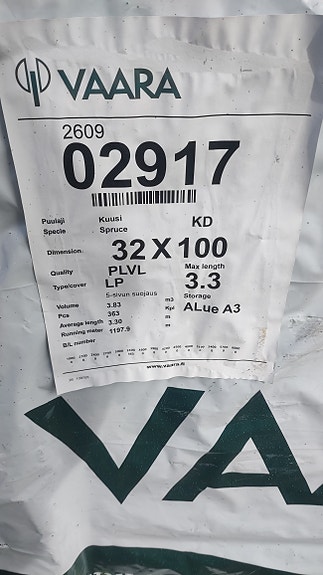 VAARA
2609
02917
Puulaji Kuusi KD
Specie Spruce
Dimension 32 X 100
Quality PLVL Max length
Type/cover LP 3.3
5-sivun suojaus Storage
Volume 3.83 m3 ALue A3
Pcs 363 Kpl
Average length 3.30 m
Running meter 1197.9 m
B/L number
www.vaara.fi
VAA